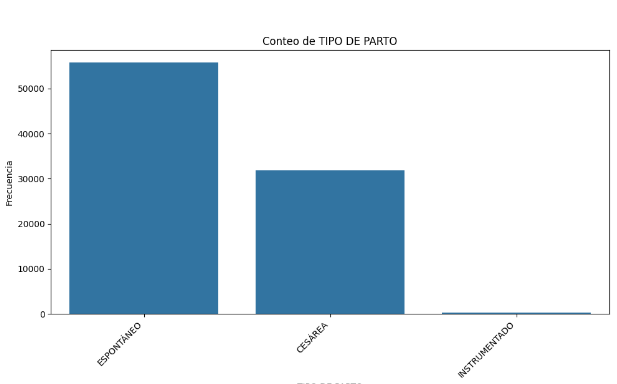 Conteo de TIPO DE PARTO
Frecuencia
50000
40000
30000
20000
10000
0
ESPONTÁNEO
CESÁREA
INSTRUMENTADO